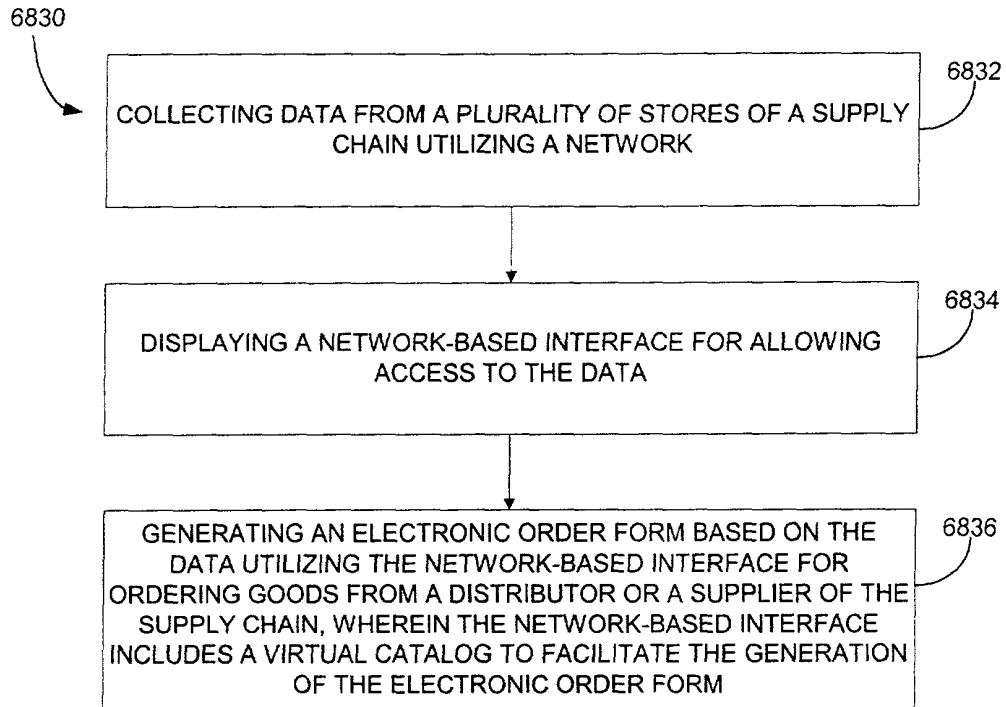 6830
6832
COLLECTING DATA FROM A PLURALITY OF STORES OF A SUPPLY
CHAIN UTILIZING A NETWORK
6834
DISPLAYING A NETWORK-BASED INTERFACE FOR ALLOWING
ACCESS TO THE DATA
6836
GENERATING AN ELECTRONIC ORDER FORM BASED ON THE
DATA UTILIZING THE NETWORK-BASED INTERFACE FOR
ORDERING GOODS FROM A DISTRIBUTOR OR A SUPPLIER OF THE
SUPPLY CHAIN, WHEREIN THE NETWORK-BASED INTERFACE
INCLUDES A VIRTUAL CATALOG TO FACILITATE THE GENERATION
OF THE ELECTRONIC ORDER FORM